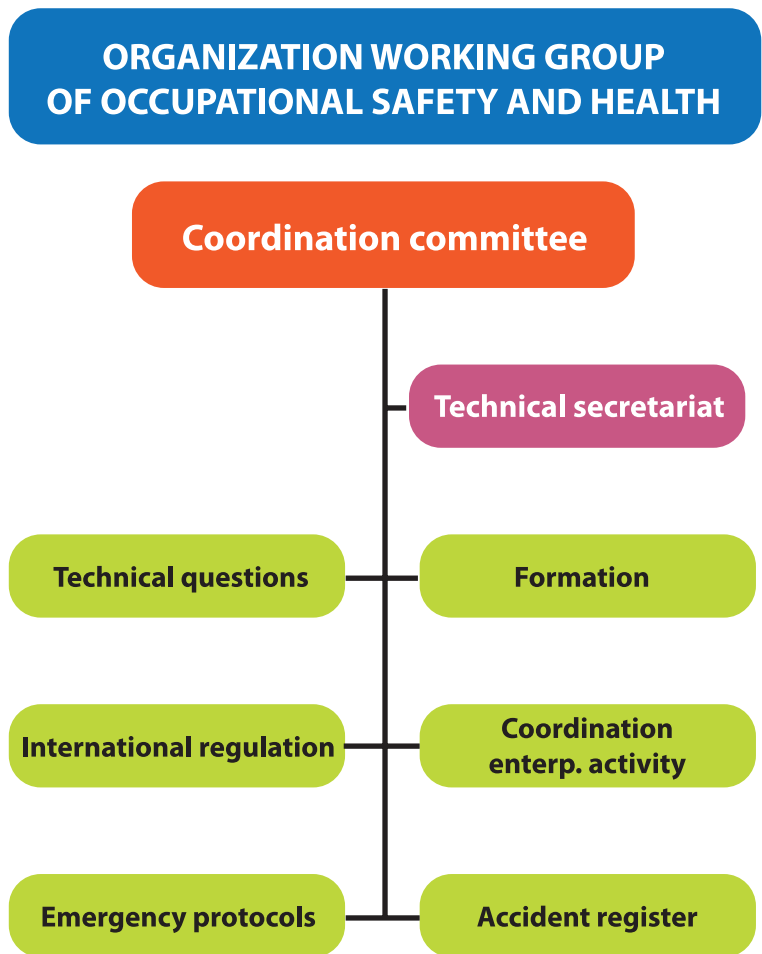 ORGANIZATION WORKING GROUP
OF OCCUPATIONAL SAFETY AND HEALTH
Coordination committee
Technical secretariat
Technical questions
Formation
International regulation
Coordination
enterp. activity
Emergency protocols
Accident register